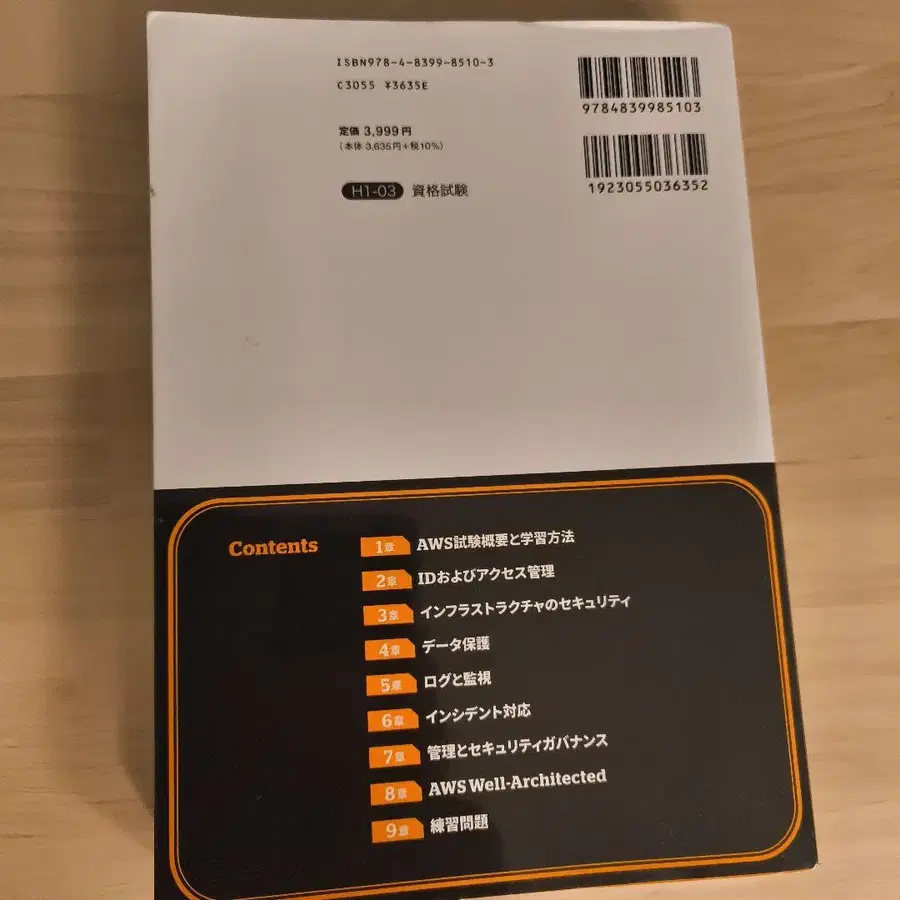 ISBN978-4-8399-8510-3
C3055 ¥3635E
定価 3,999円
(本体 3,635円+税10%)
H1-03 資格試験
9784839985103
1923055036352
Contents
1章 AWS試験概要と学習方法
2章 IDおよびアクセス管理
3章 インフラストラクチャのセキュリティ
4章 データ保護
5章 ログと監視
6章 インシデント対応
7章 管理とセキュリティガバナンス
8章 AWS Well-Architected
9章 練習問題